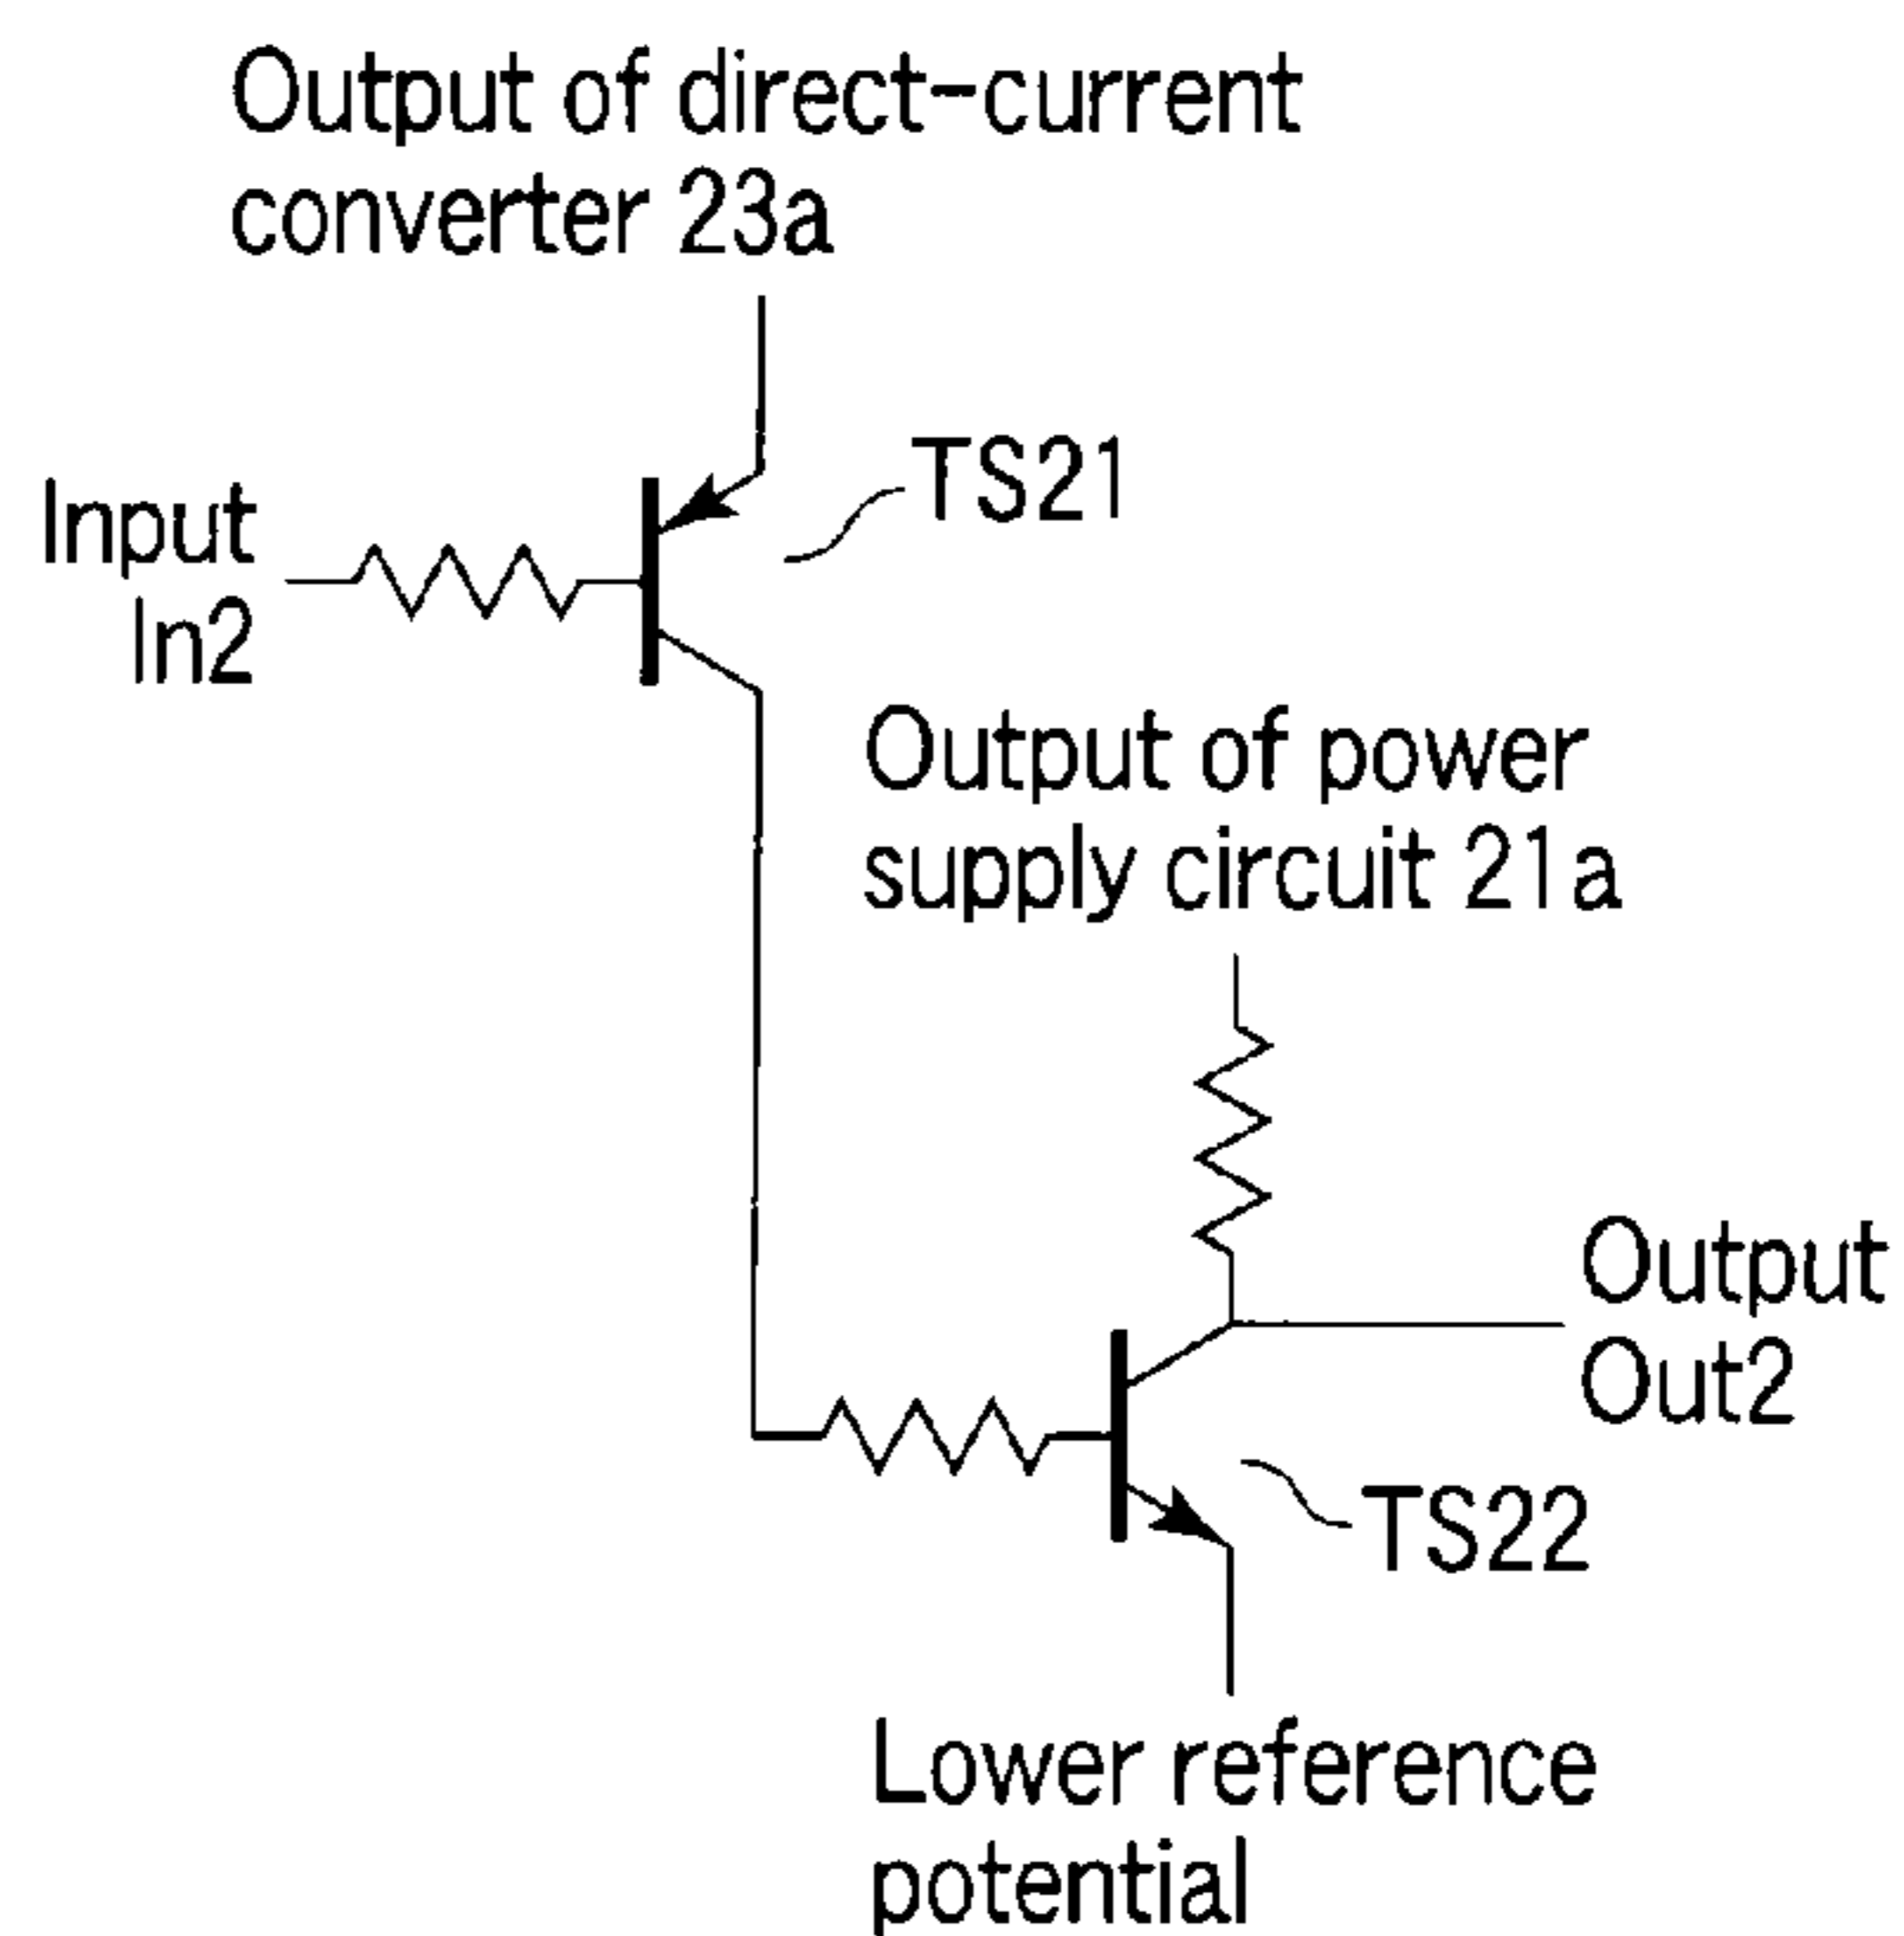 Output of direct-current
converter 23a
TS21
Input
In2
Output of power
supply circuit 21a
Output
Out2
TS22
Lower reference
potential